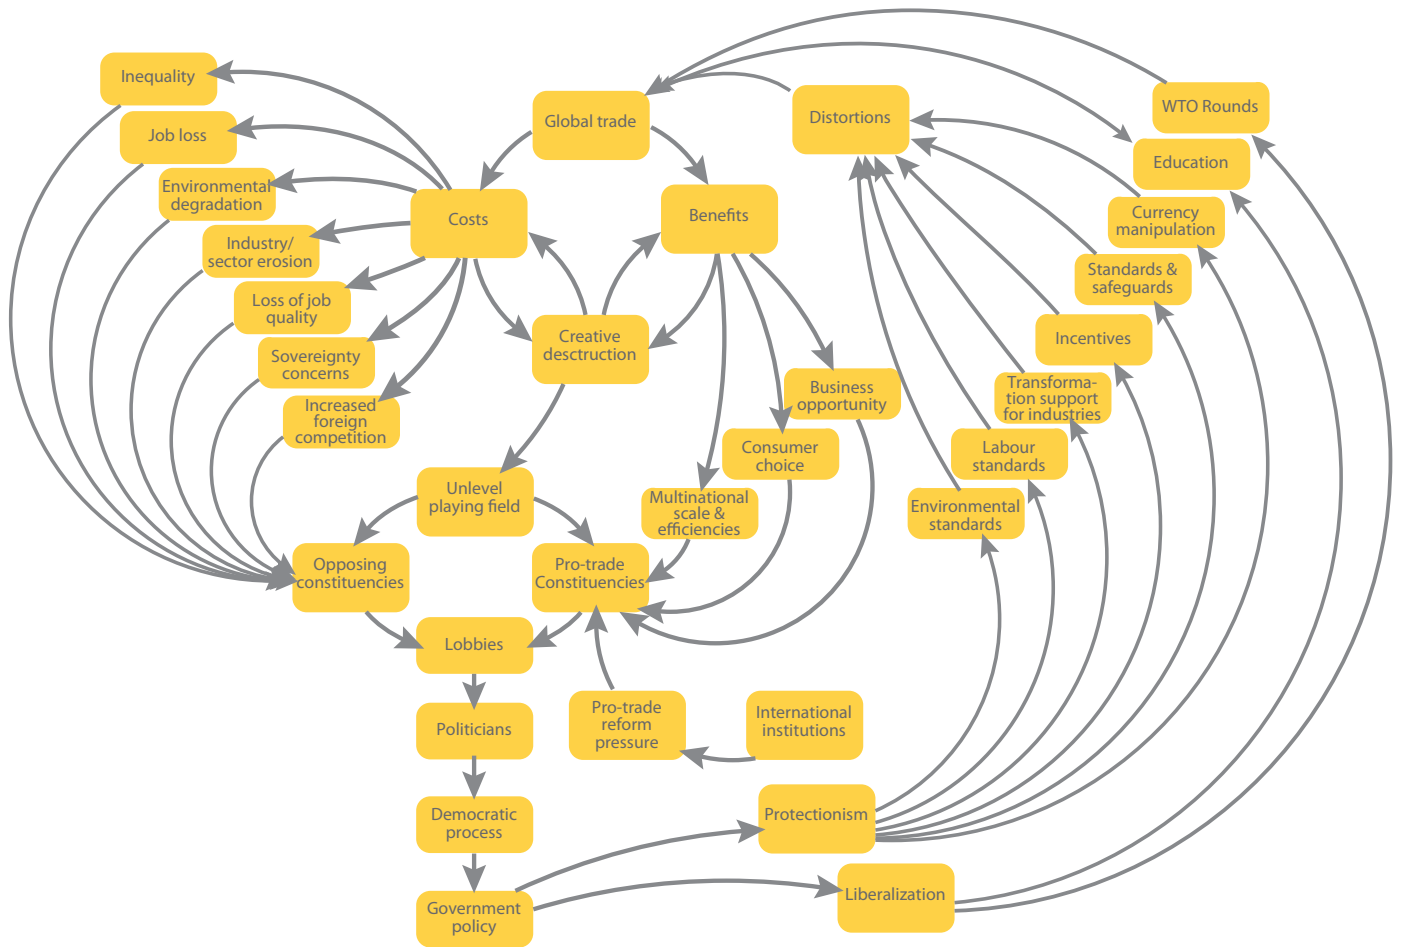 Inequality
Job loss
Environmental
degradation
Industry/
sector erosion
Loss of job
quality
Sovereignty
concerns
Increased
foreign
competition
Global trade
Costs
Benefits
Creative
desctruction
Unlevel
playing field
Opposing
constituencies
Pro-trade
Constituencies
Lobbies
Politicians
Democratic
process
Government
policy
Multinational
scale &
efficiencies
Consumer
choice
Business
opportunity
Pro-trade
reform
pressure
International
institutions
Protectionism
Liberalization
Distortions
WTO Rounds
Education
Currency
manipulation
Standards &
safeguards
Incentives
Transforma-
tion support
for industries
Labour
standards
Environmental
standards